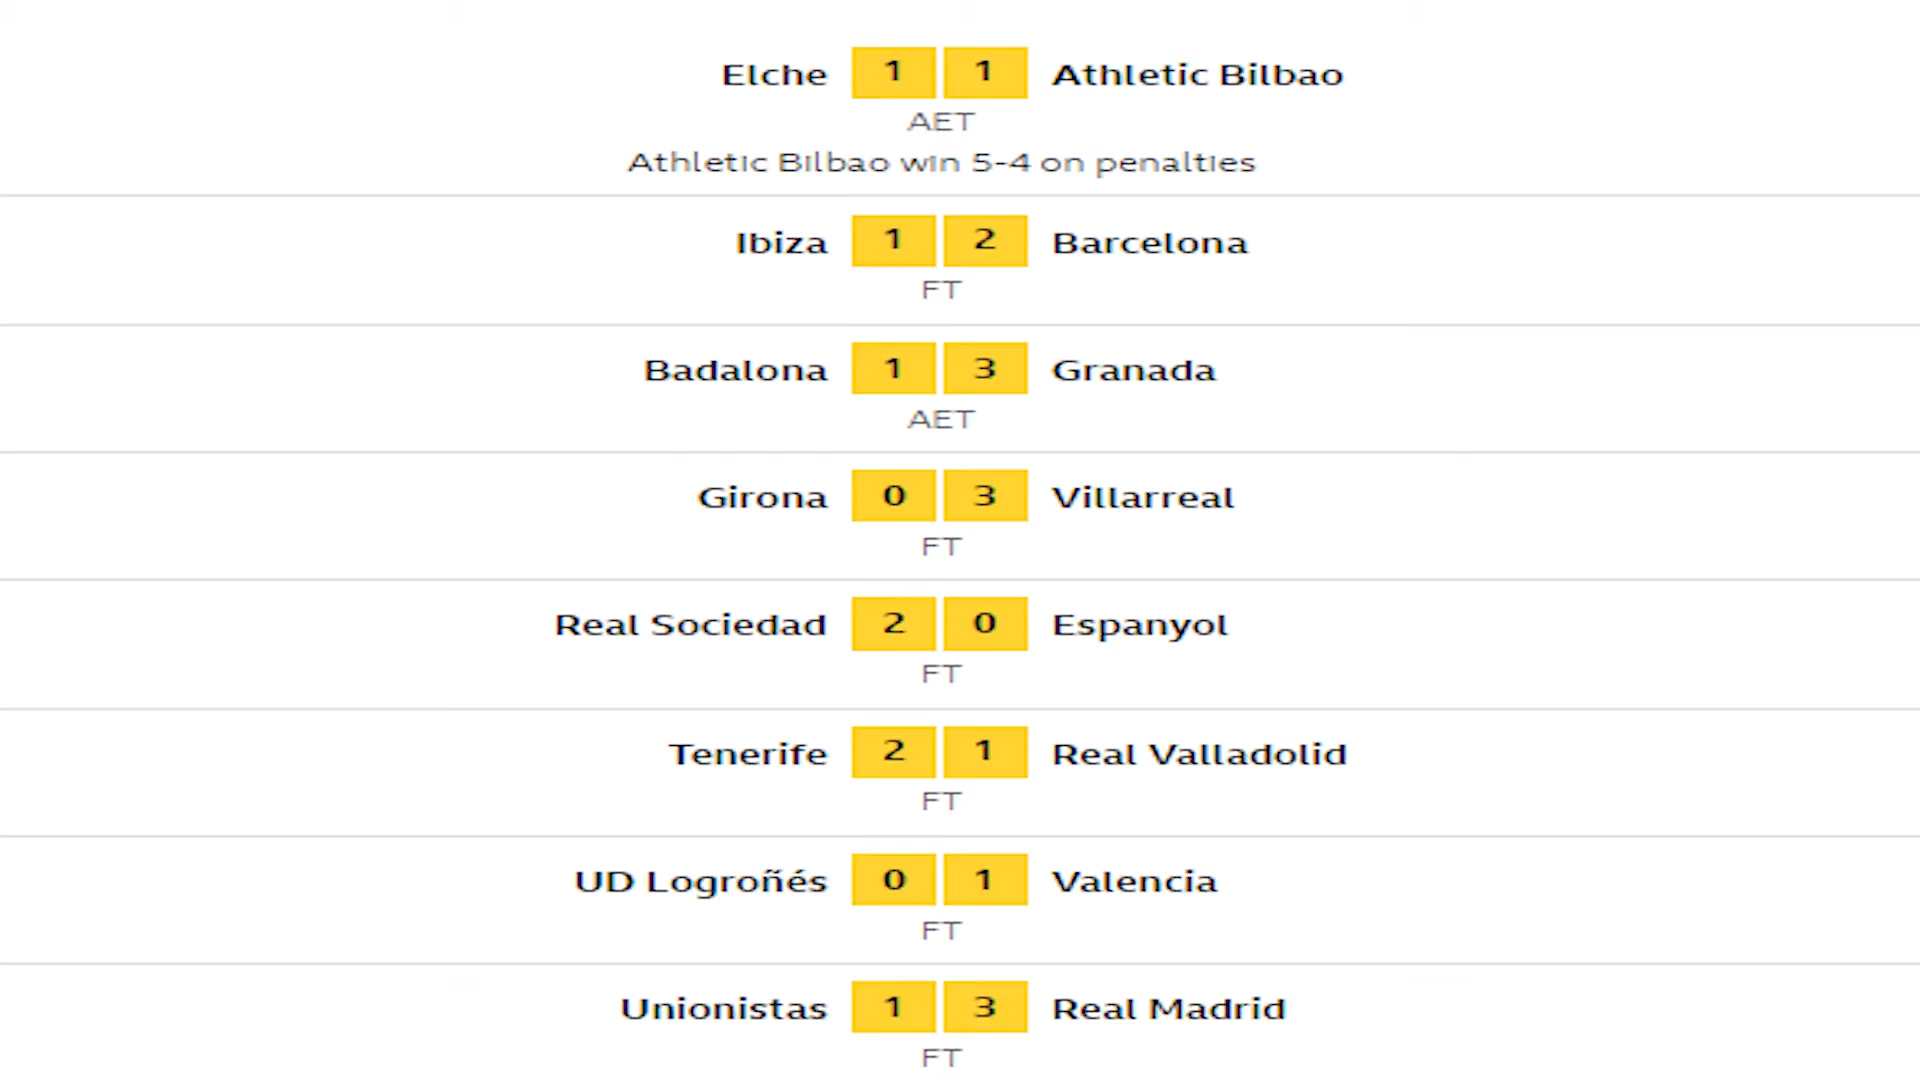 Elche 1 1 Athletic Bilbao
AET
Athletic Bilbao win 5-4 on penalties
Ibiza 1 2 Barcelona
FT
Badalona 1 3 Granada
AET
Girona 0 3 Villarreal
FT
Real Sociedad 2 0 Espanyol
FT
Tenerife 2 1 Real Valladolid
FT
UD Logroñés 0 1 Valencia
FT
Unionistas 1 3 Real Madrid
FT